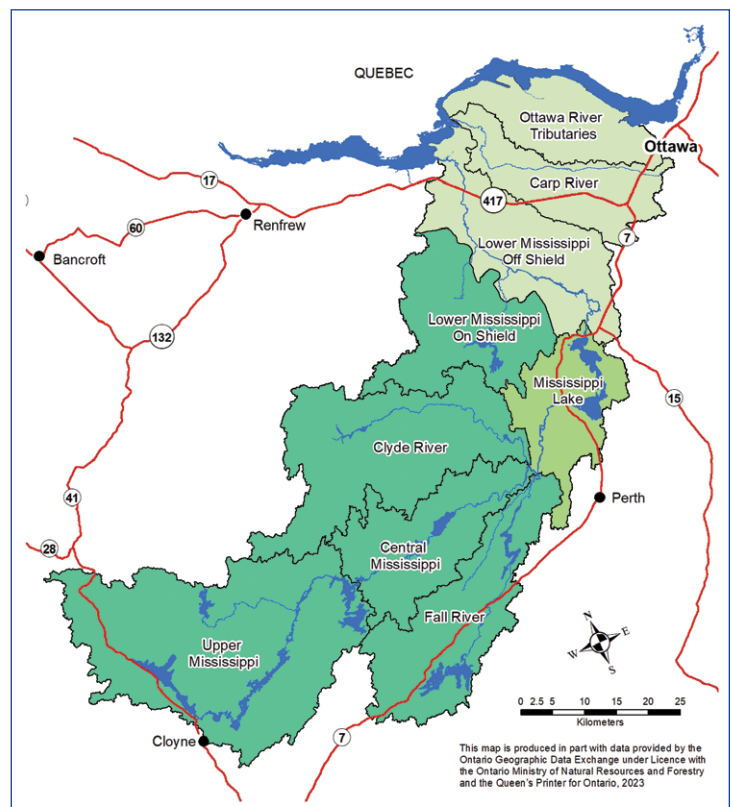 QUEBEC
Ottawa River
Tributaries
Ottawa
Carp River
17
417
60
Renfrew
7
Lower Mississippi
Off Shield
Bancroft
Lower Mississippi
On Shield
132
Mississippi
Lake
15
Clyde River
41
Perth
28
Central
Mississippi
Fall River
Upper
Mississippi
N
E
W
S
0 2.5 5 10 15 20 25
Kilometers
Cloyne
7
This map is produced in part with data provided by the
Ontario Geographic Data Exchange under Licence with
the Ontario Ministry of Natural Resources and Forestry
and the Queen's Printer for Ontario, 2023